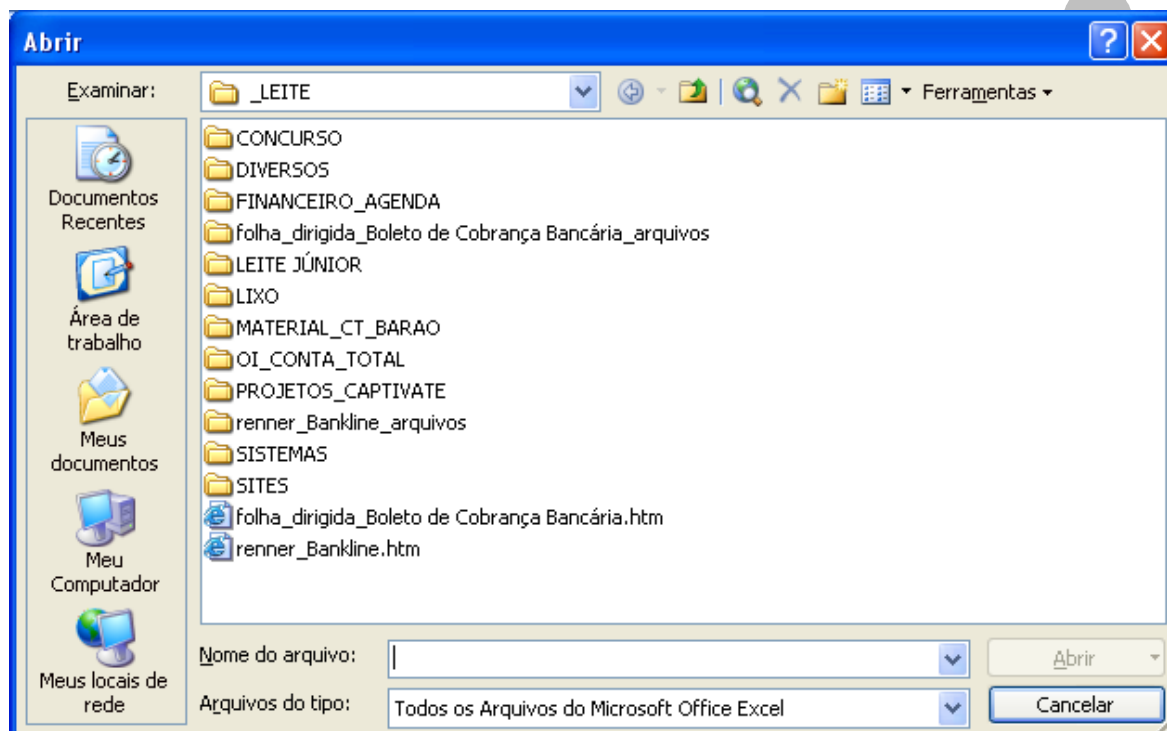 Abrir
Examinar:
_LEITE
Ferramentas
Documentos
Recentes
Área de
trabalho
Meus
documentos
Meu
Computador
Meus locais de
rede
CONCURSO
DIVERSOS
FINANCEIRO_AGENDA
folha_dirigida_Boleto de Cobrança Bancária_arquivos
LEITE JÚNIOR
LIXO
MATERIAL_CT_BARAO
OI_CONTA_TOTAL
PROJETOS_CAPTIVATE
renner_Bankline_arquivos
SISTEMAS
SITES
folha_dirigida_Boleto de Cobrança Bancária.htm
renner_Bankline.htm
Nome do arquivo:
Abrir
Arquivos do tipo:
Todos os Arquivos do Microsoft Office Excel
Cancelar